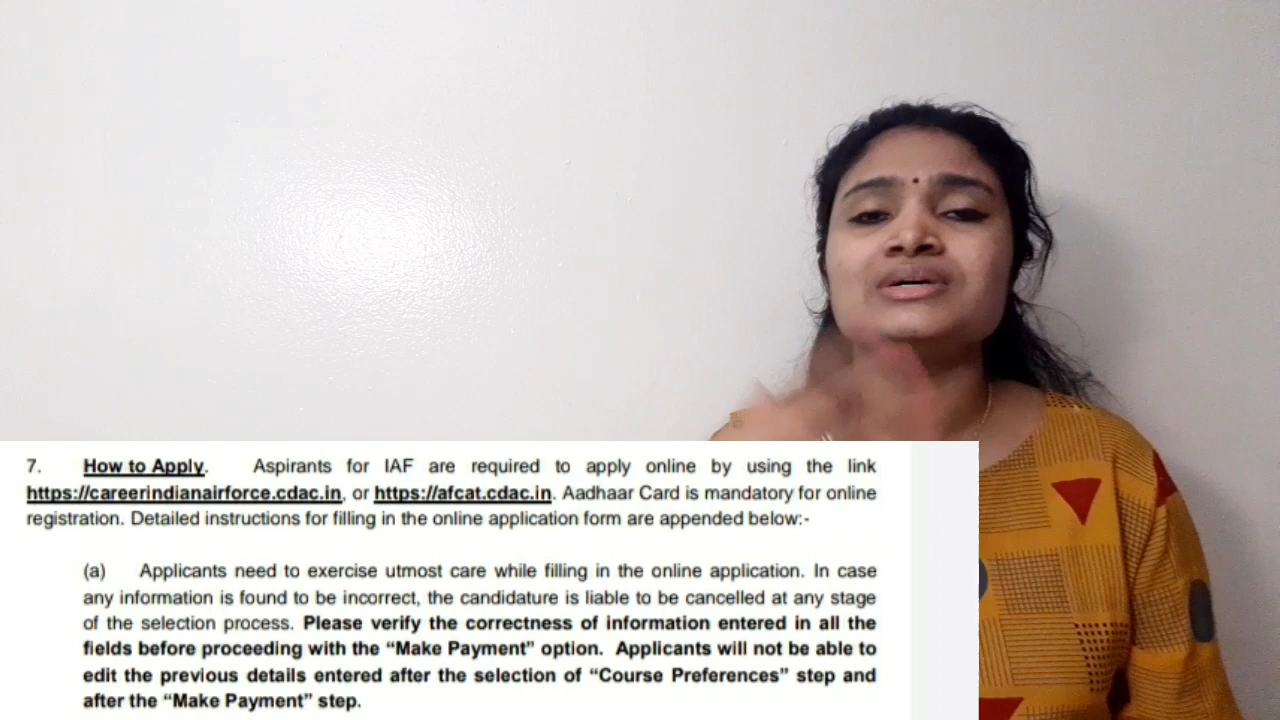 7. How to Apply. Aspirants for IAF are required to apply online by using the link
https://careerindianairforce.cdac.in, or https://afcat.cdac.in. Aadhaar Card is mandatory for online
registration. Detailed instructions for filling in the online application form are appended below:-
(a) Applicants need to exercise utmost care while filling in the online application. In case
any information is found to be incorrect, the candidature is liable to be cancelled at any stage
of the selection process. Please verify the correctness of information entered in all the
fields before proceeding with the “Make Payment” option. Applicants will not be able to
edit the previous details entered after the selection of “Course Preferences” step and
after the “Make Payment” step.